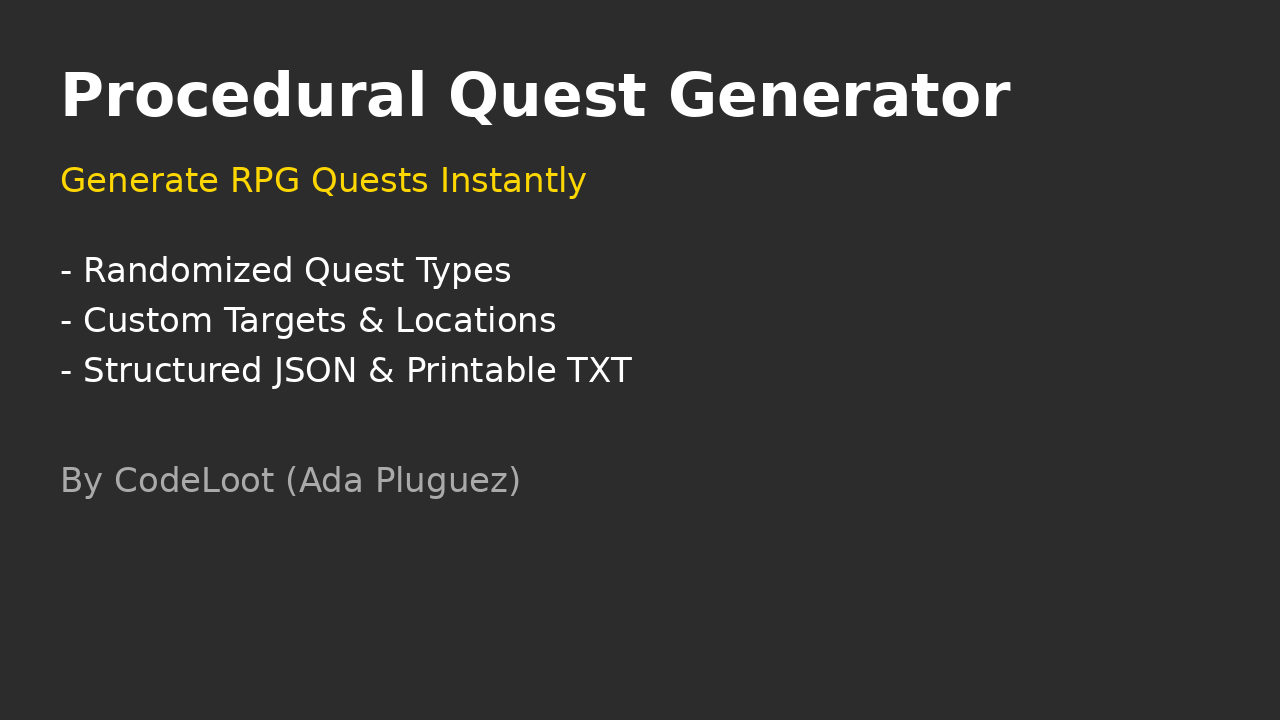 Procedural Quest Generator
Generate RPG Quests Instantly
- Randomized Quest Types
- Custom Targets & Locations
- Structured JSON & Printable TXT
By CodeLoot (Ada Pluguez)